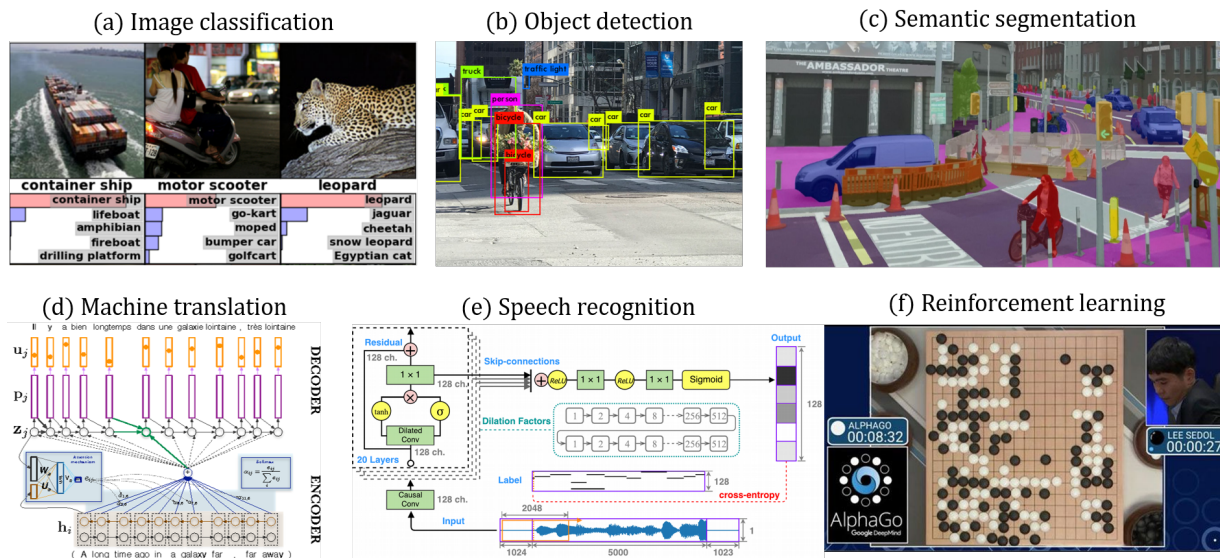 (a) Image classification
container ship motor scooter leopard
container ship motor scooter leopard
lifeboat go-kart jaguar
amphibian moped cheetah
fireboat bumper car snow leopard
drilling platform golfcart Egyptian cat
(b) Object detection
truck
traffic light
car
person
car
car
bicycle
car
car
car
car
bicycle
(c) Semantic segmentation
THE AMBASSADOR THEATRE
(d) Machine translation
Il y a bien longtemps dans une galaxie lointaine , très lointaine
u_j
p_j
z_j
DECODER
ENCODER
h_i
( A long time ago in a galaxy far , far away )
(e) Speech recognition
Residual
128 ch.
1 × 1
128 ch.
tanh
σ
Dilated Conv
128 ch.
20 Layers
Causal Conv
128 ch.
Skip-connections
ReLU 1 × 1 ReLU 1 × 1 Sigmoid
Output
128
Dilation Factors
1 2 4 8 256 512
1 2 4 8 256 512
Label
128
cross-entropy
Input
2048
1
1024 5000 1023
(f) Reinforcement learning
ALPHAGO
00:08:32
LEE SEDOL
00:00:27
AlphaGo
Google DeepMind